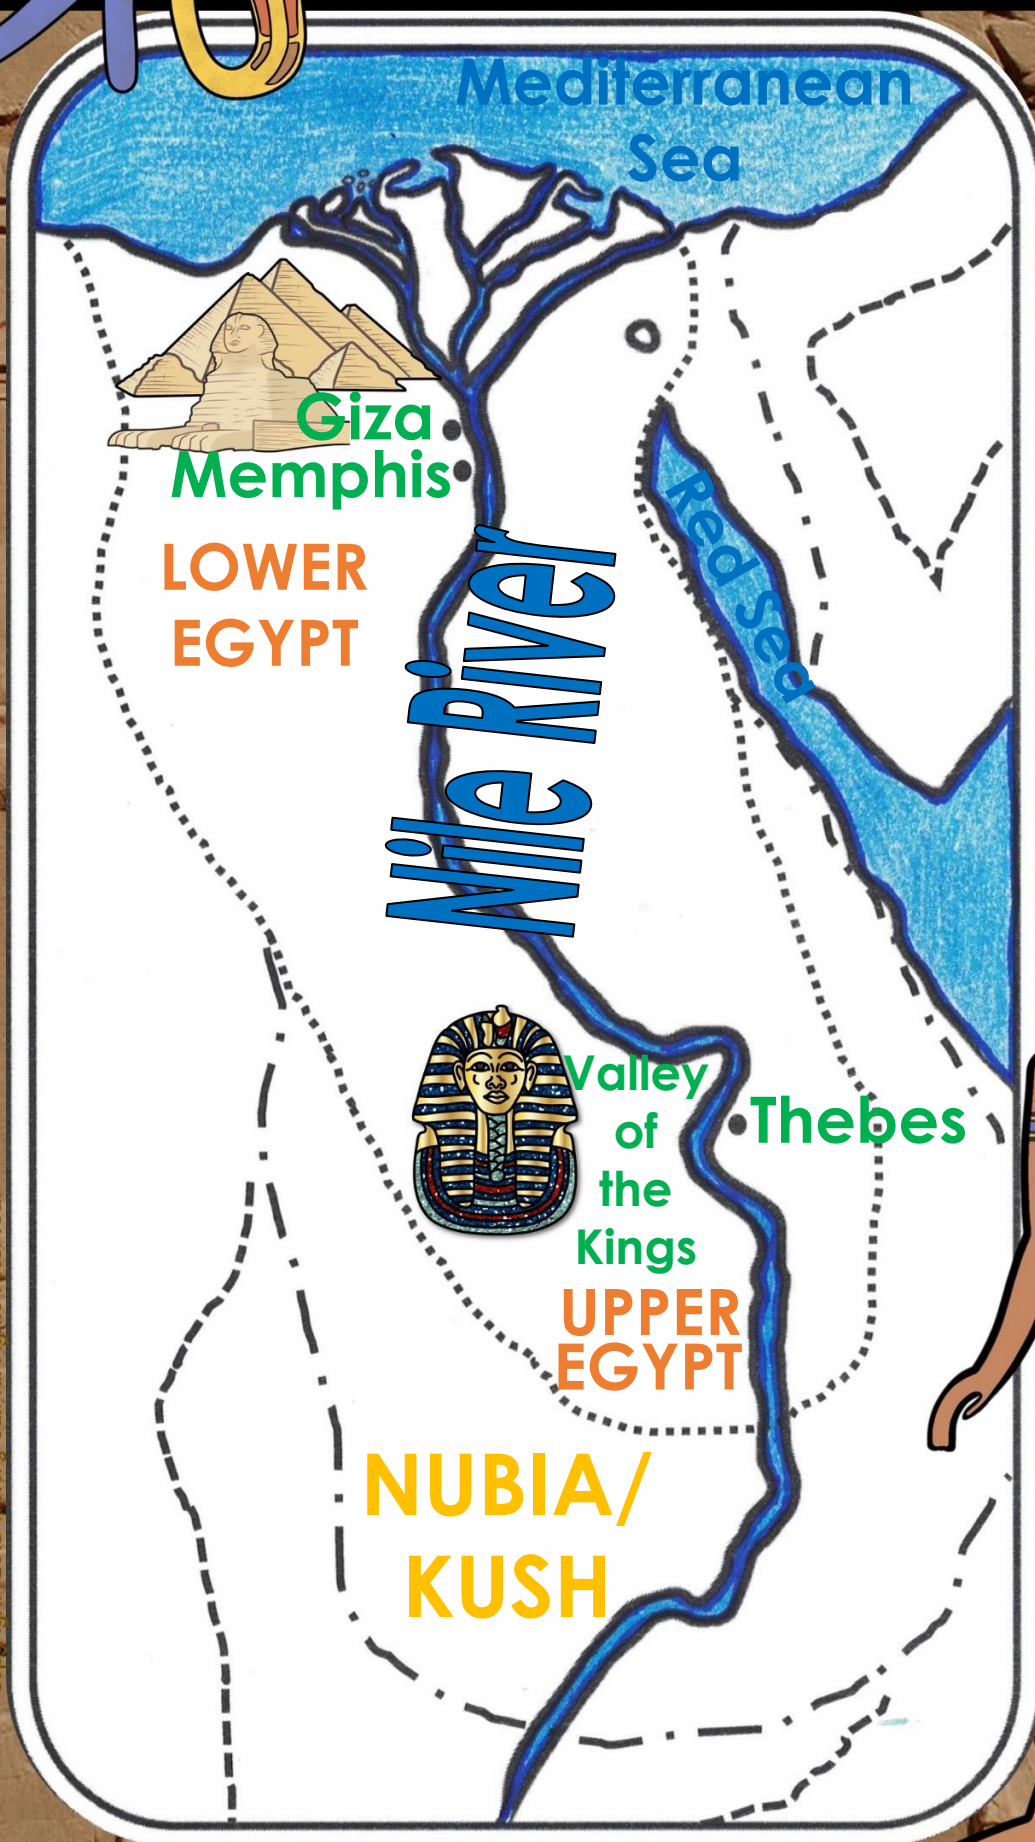 Mediterranean
Sea
Giza
Memphis
LOWER
EGYPT
Red Sea
Nile River
Valley
of
the
Kings
Thebes
UPPER
EGYPT
NUBIA/
KUSH